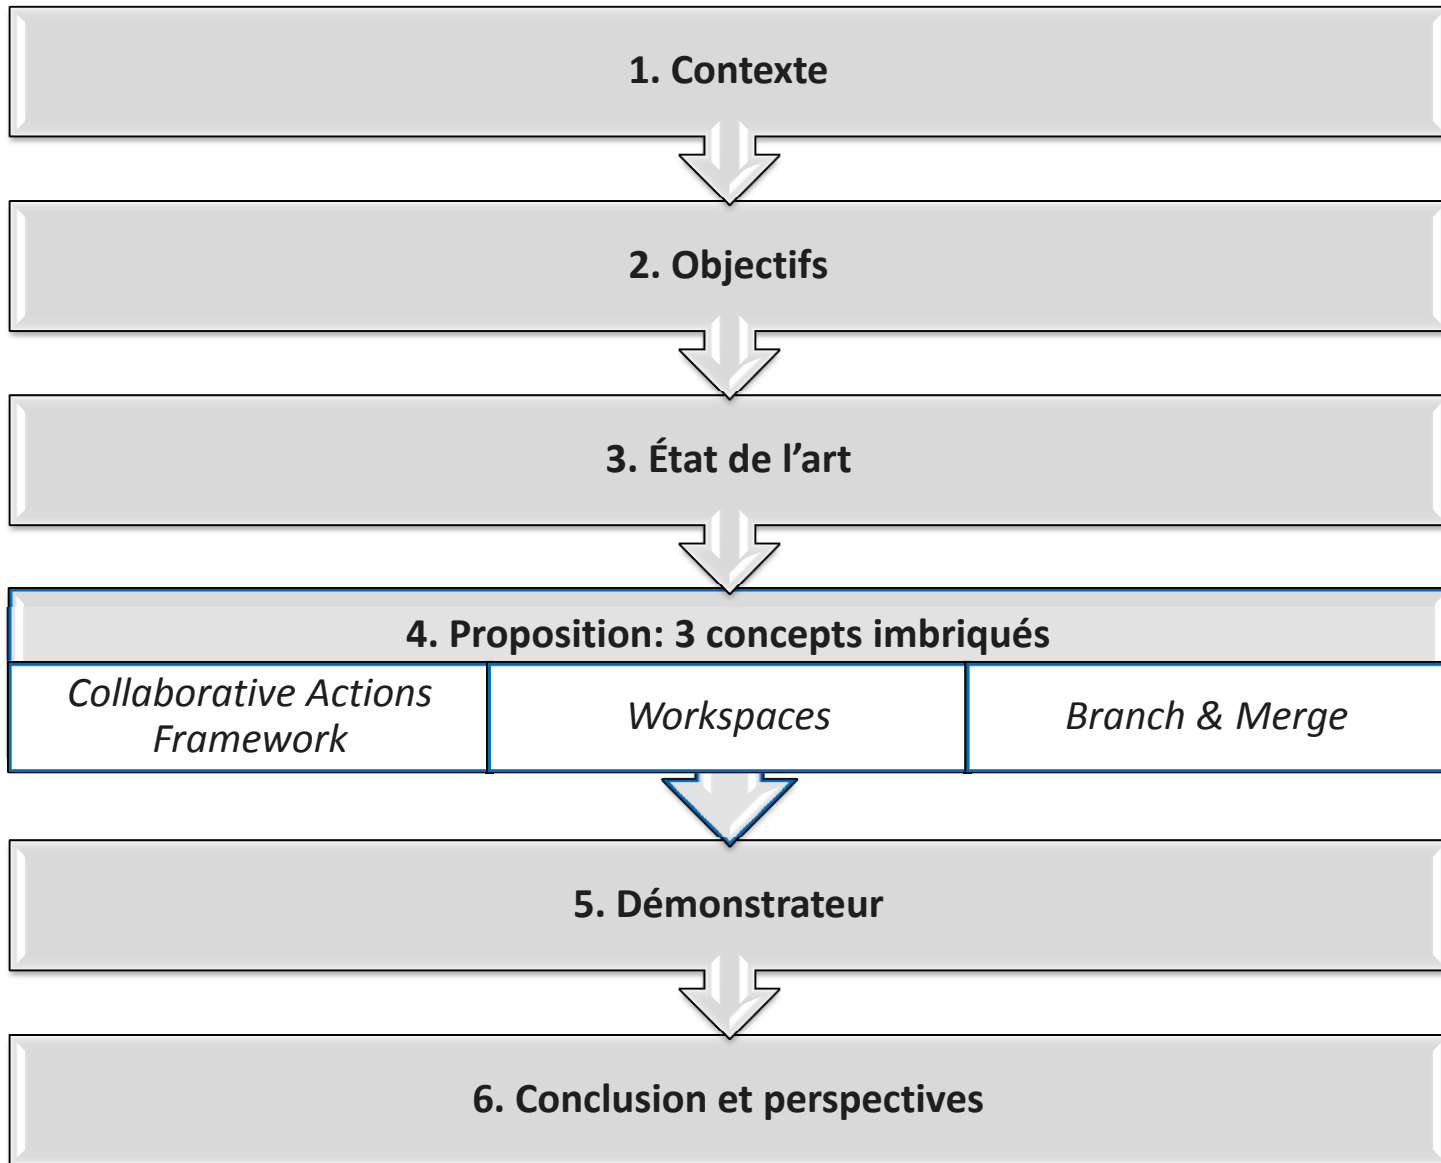 1. Contexte
2. Objectifs
3. État de l’art
4. Proposition: 3 concepts imbriqués
Collaborative Actions
Framework
Workspaces
Branch & Merge
5. Démonstrateur
6. Conclusion et perspectives